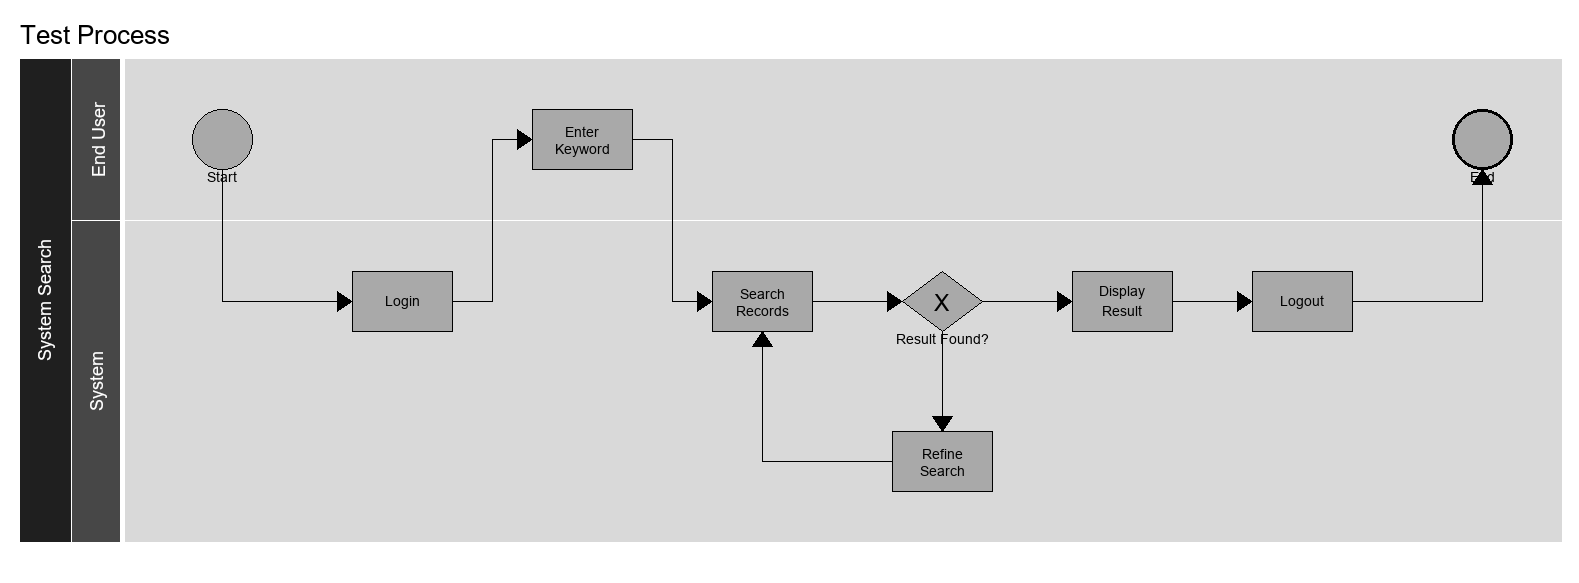 Test Process
System Search
End User
System
Start
Enter
Keyword
End
Login
Search
Records
X
Result Found?
Display
Result
Logout
Refine
Search